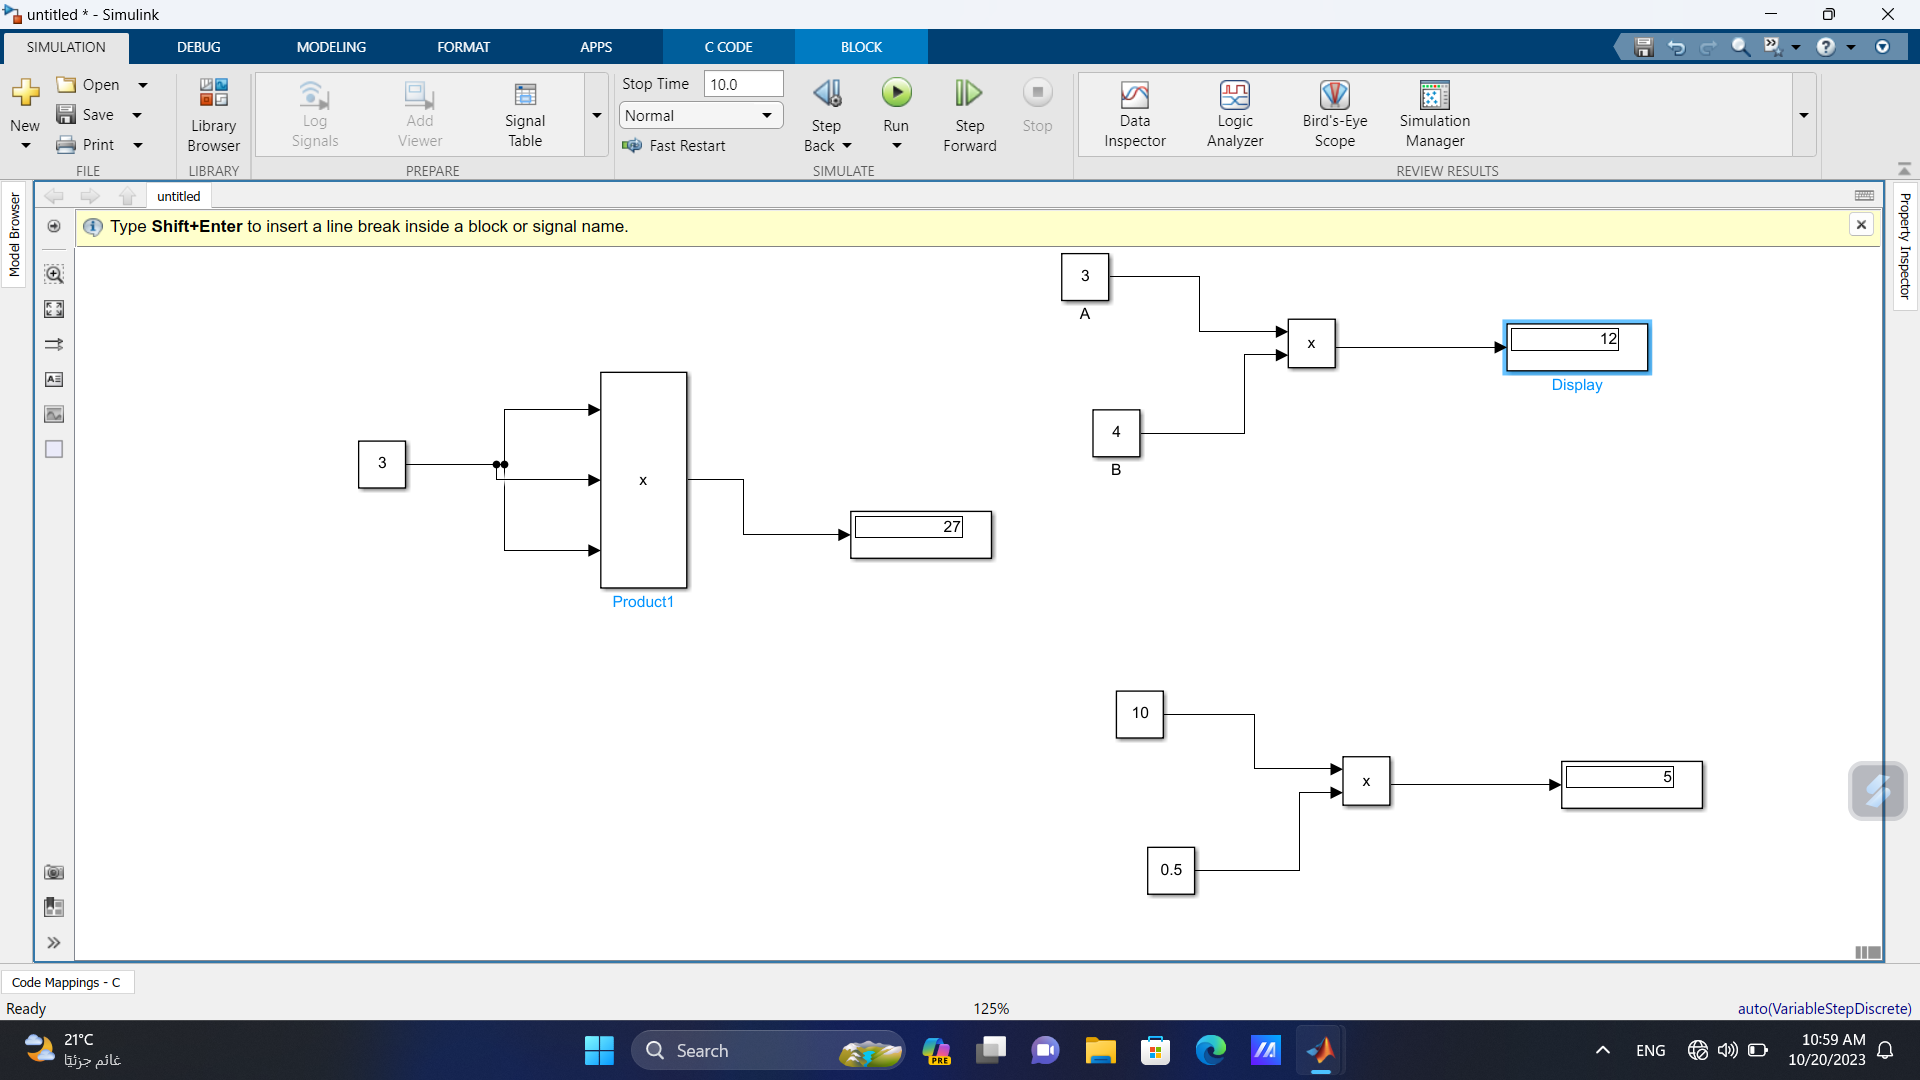 untitled * - Simulink
SIMULATION DEBUG MODELING FORMAT APPS C CODE BLOCK
New
Open
Save
Print
FILE
Library
Browser
LIBRARY
Log
Signals
Add
Viewer
Signal
Table
PREPARE
Stop Time 10.0
Normal
Fast Restart
Step
Back
Run
Step
Forward
Stop
SIMULATE
Data
Inspector
Logic
Analyzer
Bird's-Eye
Scope
Simulation
Manager
REVIEW RESULTS
Model Browser
untitled
Property Inspector
Type Shift+Enter to insert a line break inside a block or signal name.
3
A
x
12
Display
4
B
3
x
27
Product1
10
x
5
0.5
Code Mappings - C
Ready
125%
auto(VariableStepDiscrete)
21°C
غائم جزئيًا
Search
PRE
ENG
10:59 AM
10/20/2023